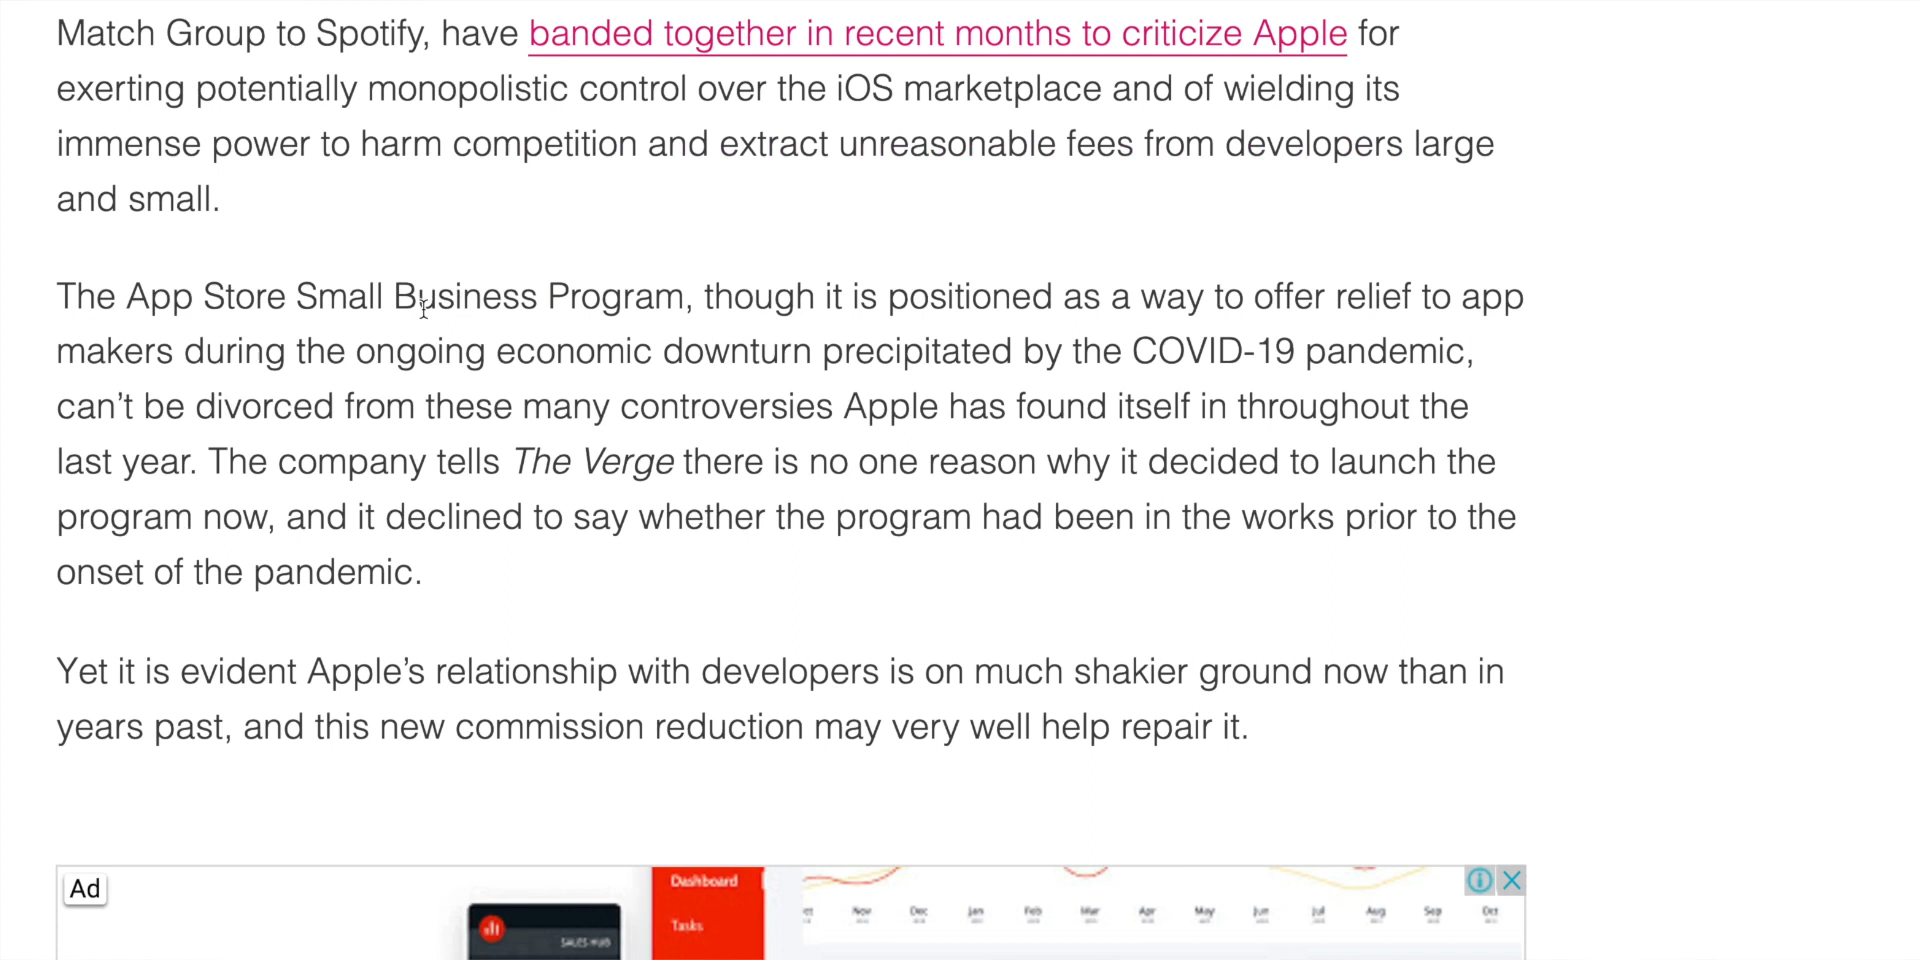 Match Group to Spotify, have banded together in recent months to criticize Apple for
exerting potentially monopolistic control over the iOS marketplace and of wielding its
immense power to harm competition and extract unreasonable fees from developers large
and small.
The App Store Small Business Program, though it is positioned as a way to offer relief to app
makers during the ongoing economic downturn precipitated by the COVID-19 pandemic,
can’t be divorced from these many controversies Apple has found itself in throughout the
last year. The company tells The Verge there is no one reason why it decided to launch the
program now, and it declined to say whether the program had been in the works prior to the
onset of the pandemic.
Yet it is evident Apple’s relationship with developers is on much shakier ground now than in
years past, and this new commission reduction may very well help repair it.
Ad
Dashboard
Nov Dec Jan Feb Mar Apr May Jun Jul Aug Sep Oct
Tasks
SALES HUB